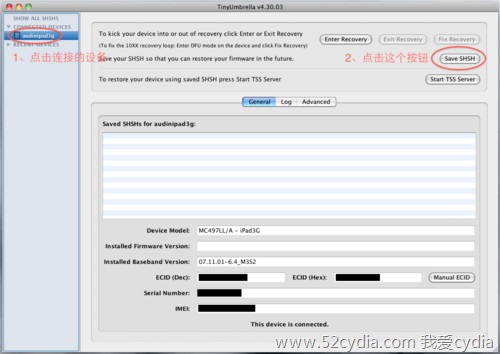 TinyUmbrella v4.30.03
SHOW ALL SHSHS
CONNECTED DEVICES
audinipad3g
RECENT DEVICES
1、点击连接的设备
To kick your device into or out of recovery click Enter or Exit Recovery
(To fix the 10XX recovery loop: Enter DFU mode on the device and click Fix Recovery)
Enter Recovery
Exit Recovery
Fix Recovery
2、点击这个按钮
Save your SHSH so that you can restore your firmware in the future.
Save SHSH
To restore your device using saved SHSH press Start TSS Server
Start TSS Server
General
Log
Advanced
Saved SHSHs for audinipad3g:
Device Model:
MC497LL/A - iPad3G
Installed Firmware Version:
Installed Baseband Version:
07.11.01-6.4_M3S2
ECID (Dec):
ECID (Hex):
Manual ECID
Serial Number:
IMEI:
This device is connected.
www.52cydia.com 我爱cydia